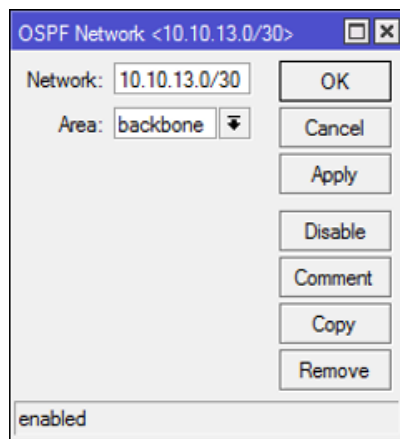 OSPF Network <10.10.13.0/30>
Network: 10.10.13.0/30
Area: backbone
OK
Cancel
Apply
Disable
Comment
Copy
Remove
enabled